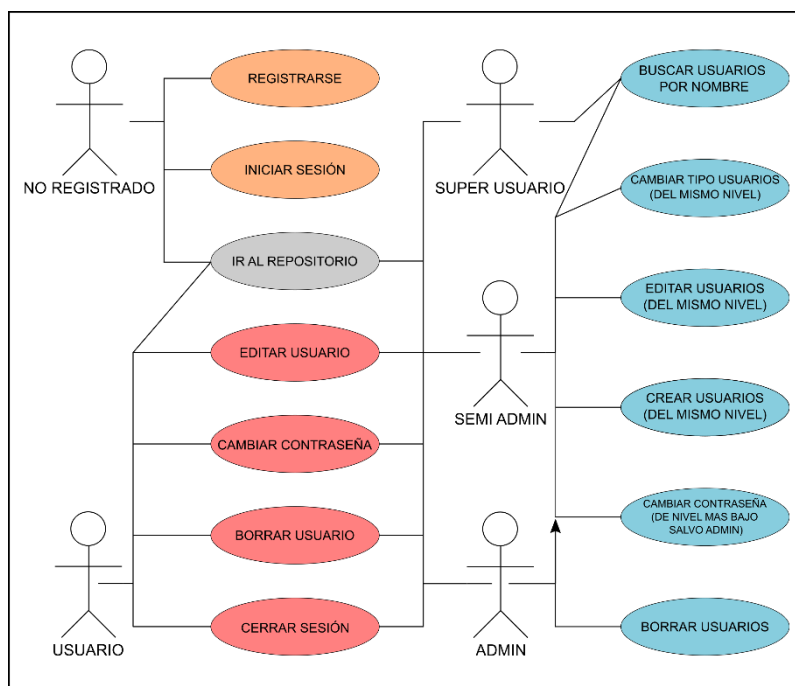 REGISTRARSE
BUSCAR USUARIOS
POR NOMBRE
NO REGISTRADO
INICIAR SESIÓN
SUPER USUARIO
CAMBIAR TIPO USUARIOS
(DEL MISMO NIVEL)
IR AL REPOSITORIO
EDITAR USUARIOS
(DEL MISMO NIVEL)
EDITAR USUARIO
SEMI ADMIN
CREAR USUARIOS
(DEL MISMO NIVEL)
CAMBIAR CONTRASEÑA
CAMBIAR CONTRASEÑA
(DE NIVEL MAS BAJO
SALVO ADMIN)
BORRAR USUARIO
USUARIO
CERRAR SESIÓN
ADMIN
BORRAR USUARIOS